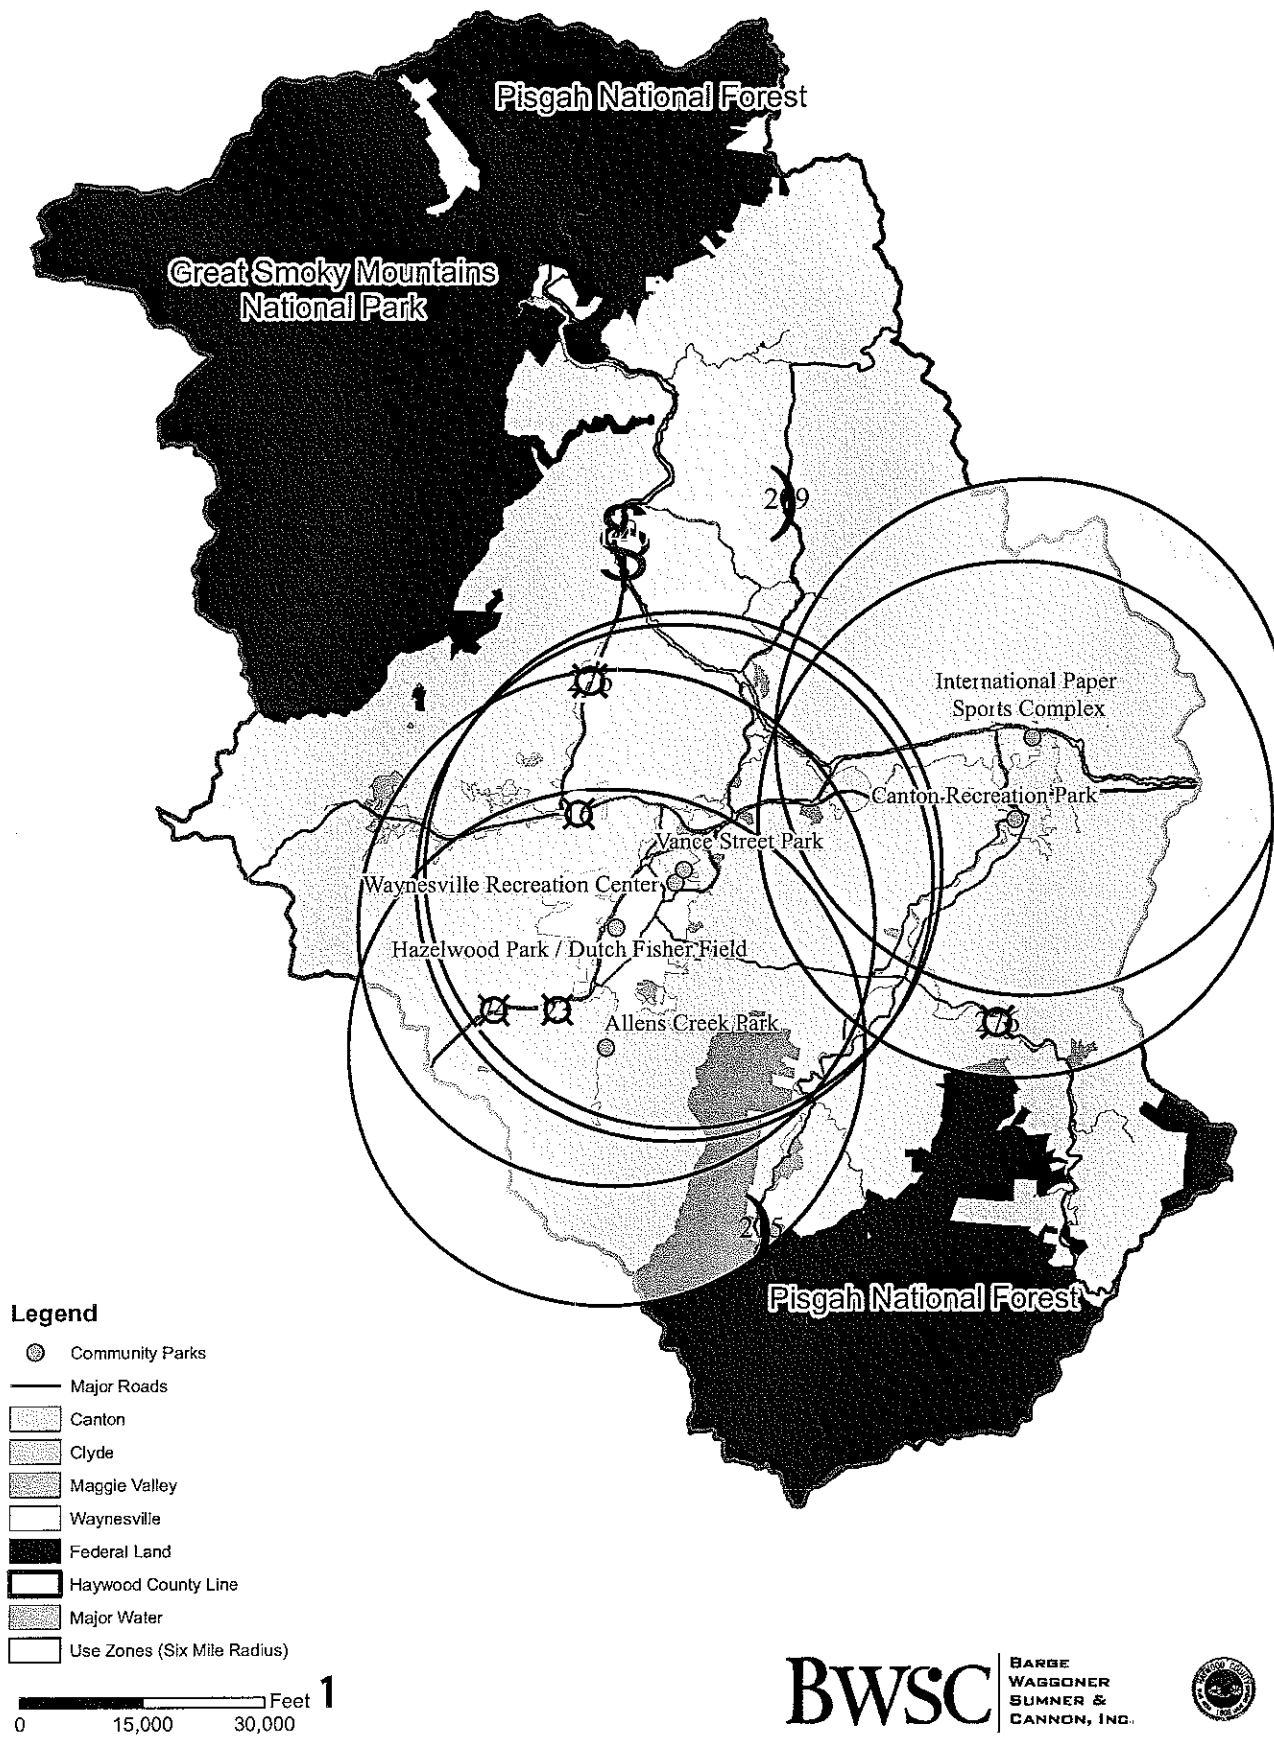 Pisgah National Forest
Great Smoky Mountains
National Park
International Paper
Sports Complex
Canton Recreation Park
Vance Street Park
Waynesville Recreation Center
Hazelwood Park / Dutch Fisher Field
Allens Creek Park
276
Pisgah National Forest
Legend
Community Parks
Major Roads
Canton
Clyde
Maggie Valley
Waynesville
Federal Land
Haywood County Line
Major Water
Use Zones (Six Mile Radius)
Feet 1
0 15,000 30,000
BWSC
BARGE
WAGGONER
SUMNER &
CANNON, INC.